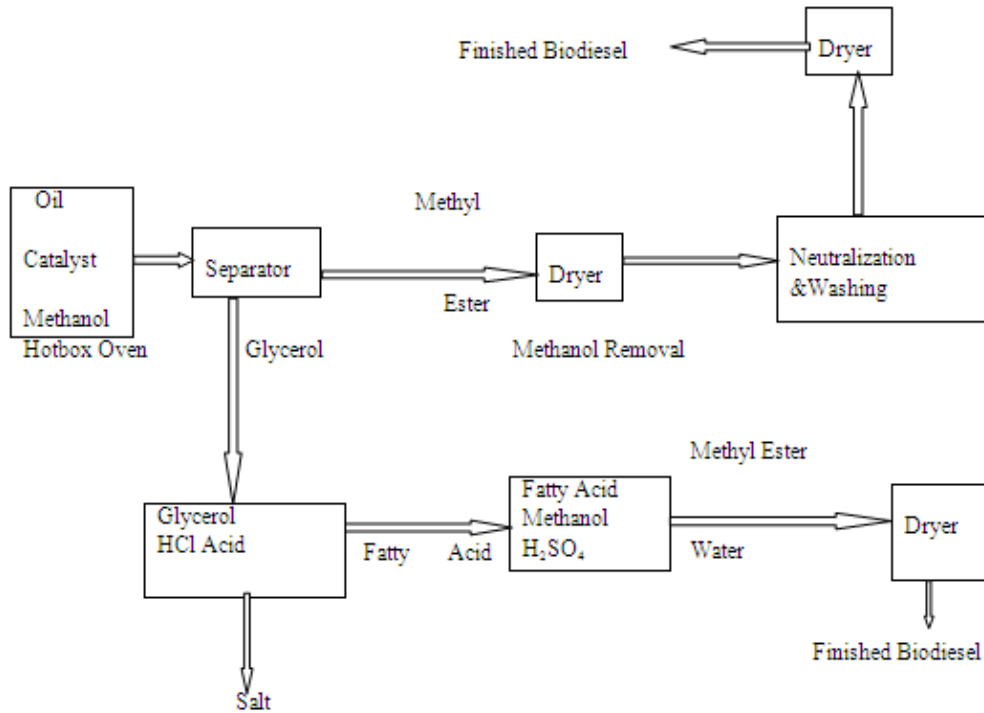 Finished Biodiesel
Dryer
Oil
Catalyst
Methanol
Hotbox Oven
Separator
Methyl
Ester
Dryer
Methanol Removal
Neutralization
&Washing
Glycerol
Glycerol
HCl Acid
Fatty Acid
Fatty Acid
Methanol
H₂SO₄
Methyl Ester
Water
Dryer
Salt
Finished Biodiesel